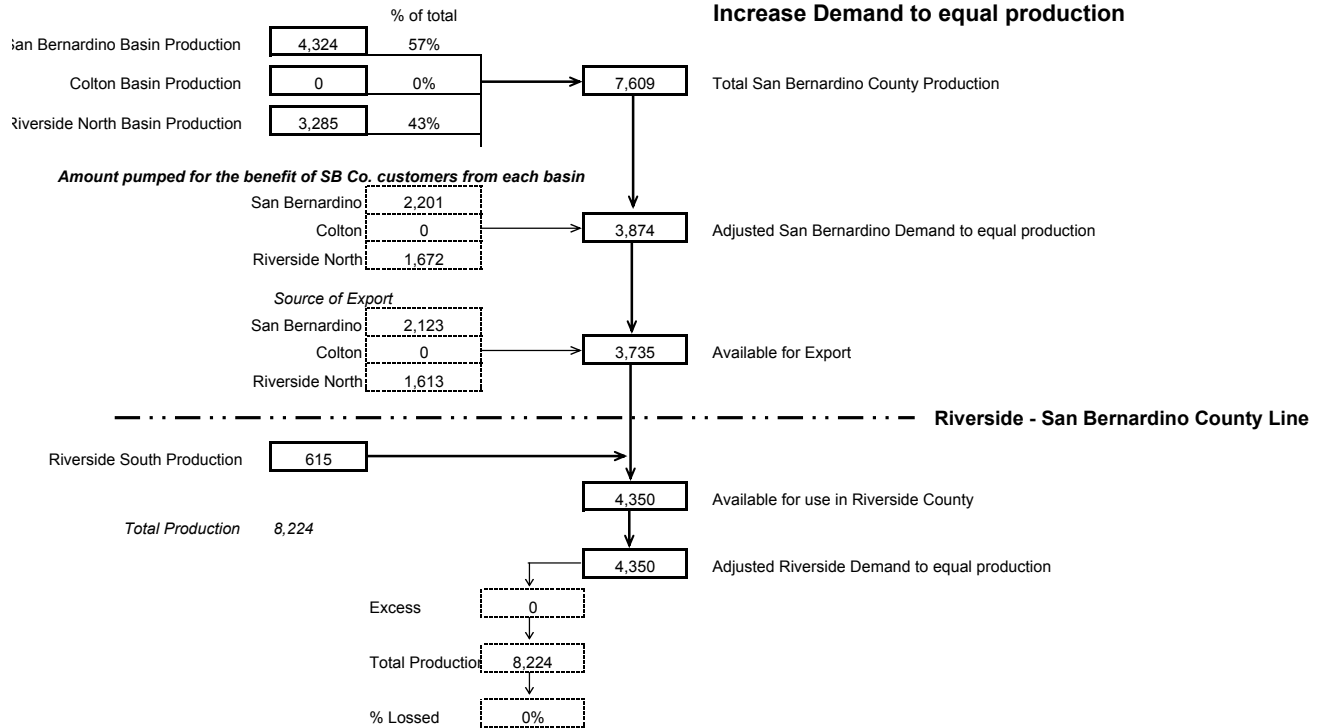 Increase Demand to equal production
% of total
San Bernardino Basin Production 4,324 57%
Colton Basin Production 0 0% 7,609 Total San Bernardino County Production
Riverside North Basin Production 3,285 43%
Amount pumped for the benefit of SB Co. customers from each basin
San Bernardino 2,201
Colton 0 3,874 Adjusted San Bernardino Demand to equal production
Riverside North 1,672
Source of Export
San Bernardino 2,123
Colton 0 3,735 Available for Export
Riverside North 1,613
Riverside - San Bernardino County Line
Riverside South Production 615
4,350 Available for use in Riverside County
Total Production 8,224
4,350 Adjusted Riverside Demand to equal production
Excess 0
Total Production 8,224
% Lossed 0%